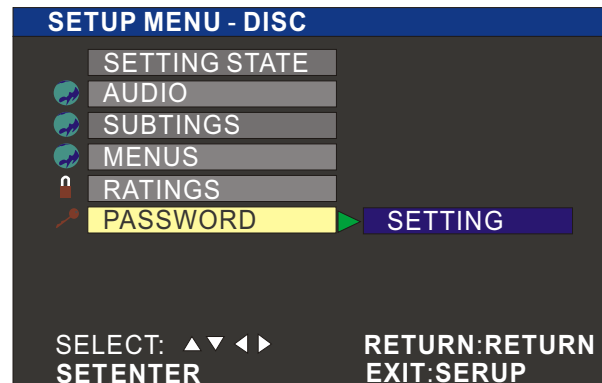 SETUP MENU - DISC
SETTING STATE
AUDIO
SUBTINGS
MENUS
RATINGS
PASSWORD SETTING
SELECT: ▲▼ ◀▶ RETURN:RETURN
SETENTER EXIT:SERUP